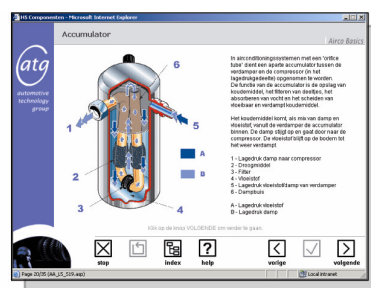 HS Componenten - Microsoft Internet Explorer
Accumulator
Airco Basics
atg
automotive
technology
group
6
1
5
A
B
2
3
4
In airconditioningsystemen met een 'orifice
tube' dient een aparte accumulator tussen de
verdamper en de compressor (in het
lagedrukgedeelte) opgenomen te worden.
De functie van de accumulator is de opslag van
koudemiddel, het filteren van deeltjes, het
absorberen van vocht en het scheiden van
vloeibaar en verdampt koudemiddel.
Het koudemiddel komt, als mix van damp en
vloeistof, vanuit de verdamper de accumulator
binnen. De damp stijgt op en gaat door naar de
compressor. De vloeistof blijft op de bodem tot
het weer verdampt.
1 - Lagedruk damp naar compressor
2 - Droogmiddel
3 - Filter
4 - Vloeistof
5 - Lagedruk vloeistof/damp van verdamper
6 - Dampbuis
A - Lagedruk vloeistof
B - Lagedruk damp
Klik op de knop VOLGENDE om verder te gaan.
stop
index
help
vorige
volgende
Page 20/35 (AA_L5_S19.asp)
Local intranet